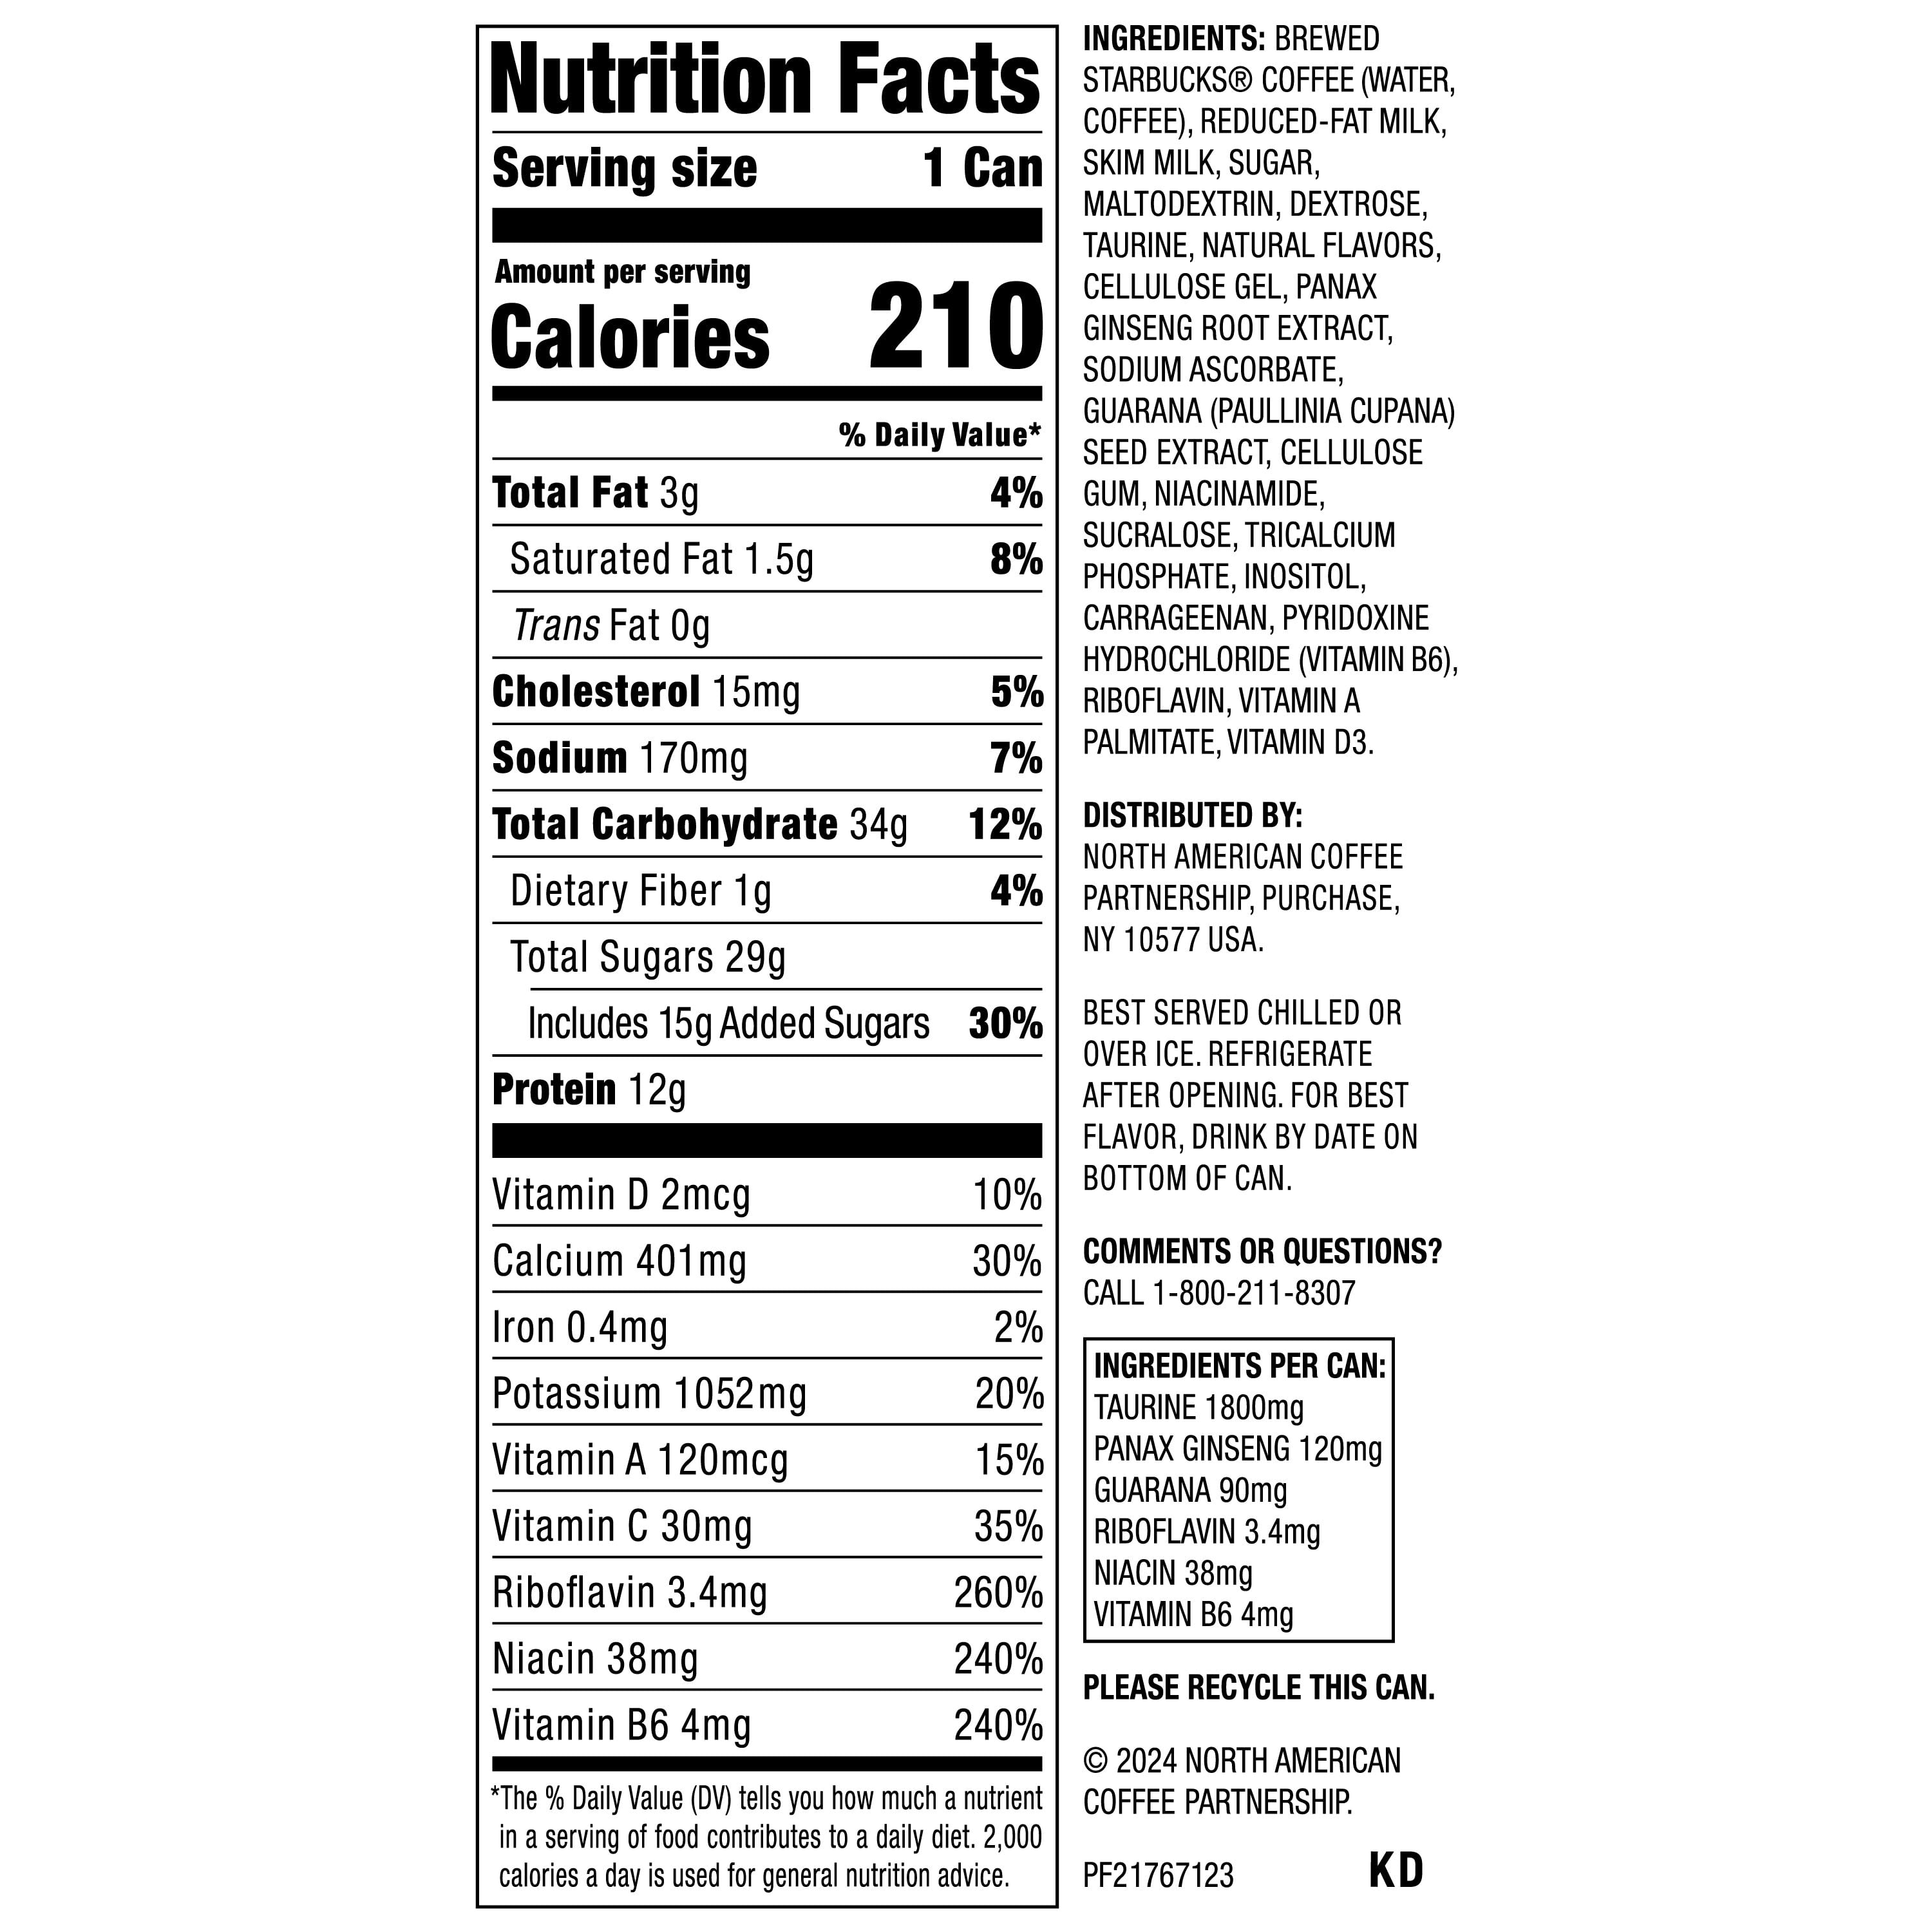 Nutrition Facts
Serving size 1 Can
Amount per serving
Calories 210
% Daily Value*
Total Fat 3g 4%
Saturated Fat 1.5g 8%
Trans Fat 0g
Cholesterol 15mg 5%
Sodium 170mg 7%
Total Carbohydrate 34g 12%
Dietary Fiber 1g 4%
Total Sugars 29g
Includes 15g Added Sugars 30%
Protein 12g
Vitamin D 2mcg 10%
Calcium 401mg 30%
Iron 0.4mg 2%
Potassium 1052mg 20%
Vitamin A 120mcg 15%
Vitamin C 30mg 35%
Riboflavin 3.4mg 260%
Niacin 38mg 240%
Vitamin B6 4mg 240%
*The % Daily Value (DV) tells you how much a nutrient
in a serving of food contributes to a daily diet. 2,000
calories a day is used for general nutrition advice.
INGREDIENTS: BREWED
STARBUCKS® COFFEE (WATER,
COFFEE), REDUCED-FAT MILK,
SKIM MILK, SUGAR,
MALTODEXTRIN, DEXTROSE,
TAURINE, NATURAL FLAVORS,
CELLULOSE GEL, PANAX
GINSENG ROOT EXTRACT,
SODIUM ASCORBATE,
GUARANA (PAULLINIA CUPANA)
SEED EXTRACT, CELLULOSE
GUM, NIACINAMIDE,
SUCRALOSE, TRICALCIUM
PHOSPHATE, INOSITOL,
CARRAGEENAN, PYRIDOXINE
HYDROCHLORIDE (VITAMIN B6),
RIBOFLAVIN, VITAMIN A
PALMITATE, VITAMIN D3.
DISTRIBUTED BY:
NORTH AMERICAN COFFEE
PARTNERSHIP, PURCHASE,
NY 10577 USA.
BEST SERVED CHILLED OR
OVER ICE. REFRIGERATE
AFTER OPENING. FOR BEST
FLAVOR, DRINK BY DATE ON
BOTTOM OF CAN.
COMMENTS OR QUESTIONS?
CALL 1-800-211-8307
INGREDIENTS PER CAN:
TAURINE 1800mg
PANAX GINSENG 120mg
GUARANA 90mg
RIBOFLAVIN 3.4mg
NIACIN 38mg
VITAMIN B6 4mg
PLEASE RECYCLE THIS CAN.
© 2024 NORTH AMERICAN
COFFEE PARTNERSHIP.
PF21767123 KD